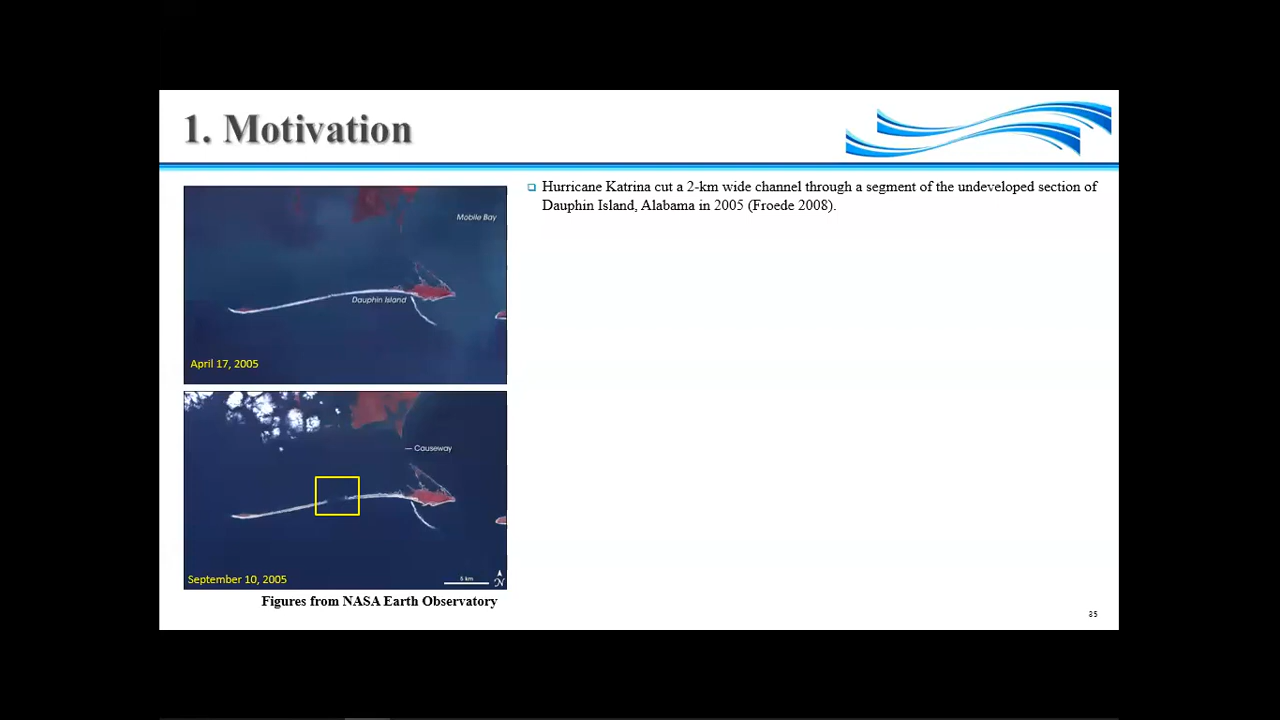 1. Motivation
Hurricane Katrina cut a 2-km wide channel through a segment of the undeveloped section of
Dauphin Island, Alabama in 2005 (Froede 2008).
Mobile Bay
Dauphin Island
April 17, 2005
Causeway
September 10, 2005
5 km
N
Figures from NASA Earth Observatory
35